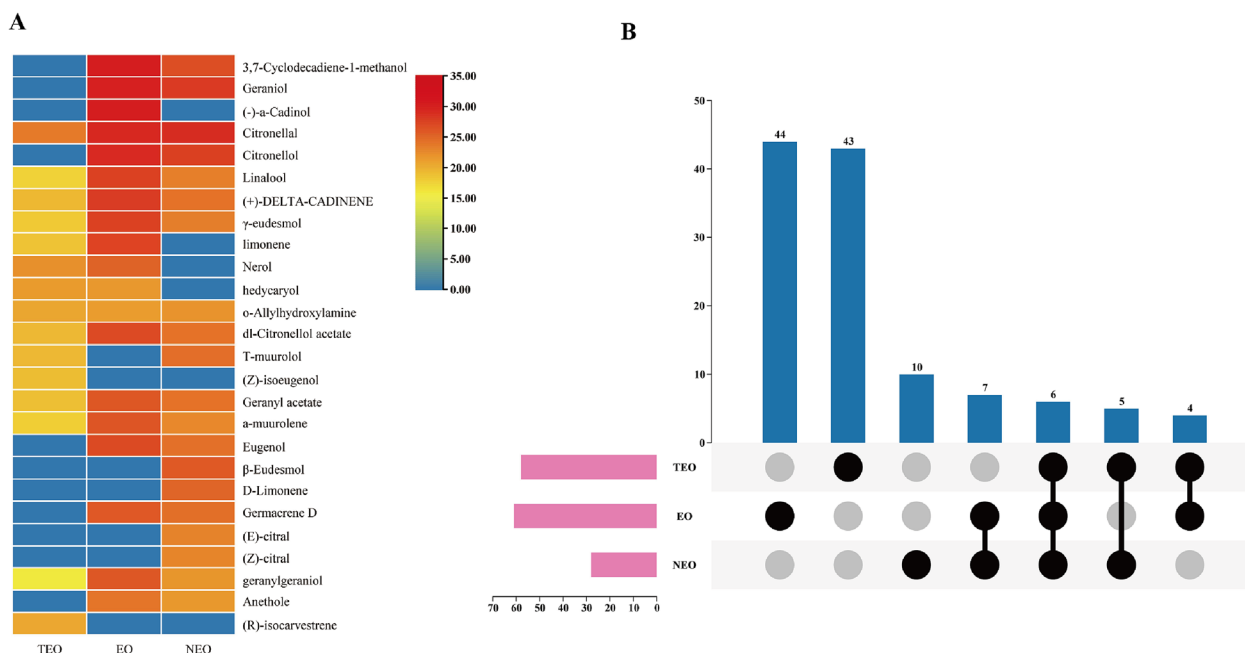 A
3,7-Cyclodecadiene-1-methanol
Geraniol
(-)-a-Cadinol
Citronellal
Citronellol
Linalool
(+)-DELTA-CADINENE
γ-eudesmol
limonene
Nerol
hedycaryol
o-Allylhydroxylamine
dl-Citronellol acetate
T-muurolol
(Z)-isoeugenol
Geranyl acetate
a-muurolene
Eugenol
β-Eudesmol
D-Limonene
Germacrene D
(E)-citral
(Z)-citral
geranylgeraniol
Anethole
(R)-isocarvestrene
TEO EO NEO
35.00
30.00
25.00
20.00
15.00
10.00
5.00
0.00
B
50
40
30
20
10
0
44 43 10 7 6 5 4
TEO
EO
NEO
70 60 50 40 30 20 10 0